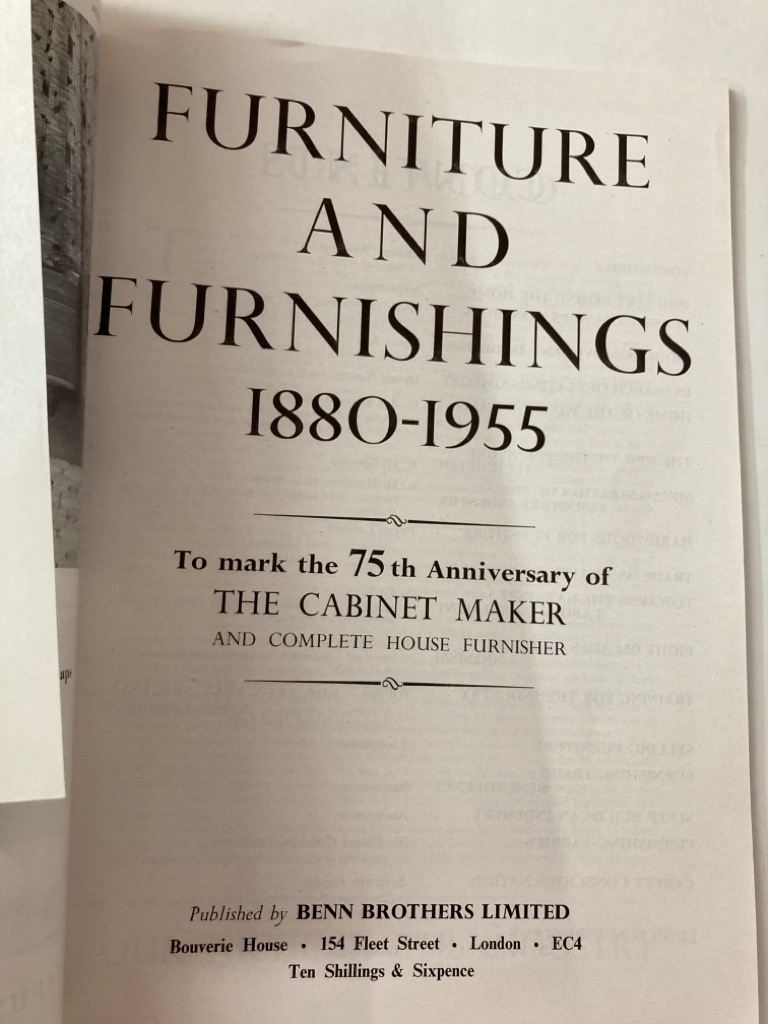 FURNITURE
AND
FURNISHINGS
1880-1955
To mark the 75th Anniversary of
THE CABINET MAKER
AND COMPLETE HOUSE FURNISHER
Published by BENN BROTHERS LIMITED
Bouverie House • 154 Fleet Street • London • EC4
Ten Shillings & Sixpence